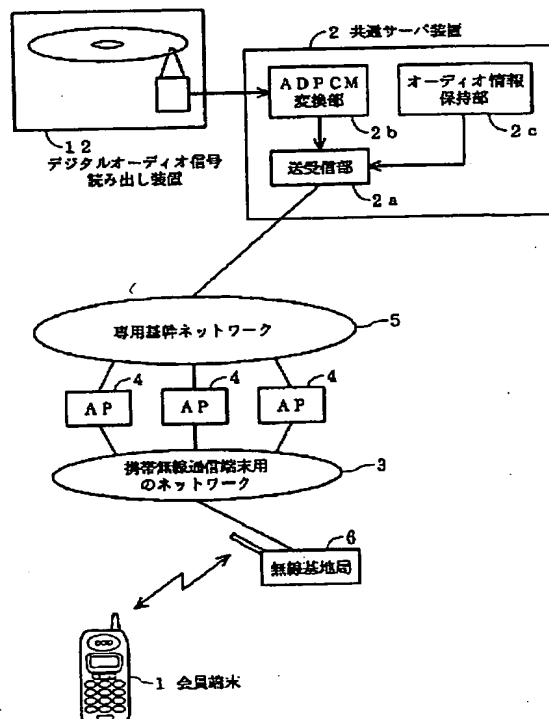 2 共通サーバ装置
ADPCM
変換部
2b
オーディオ情報
保持部
2c
12
デジタルオーディオ信号
読み出し装置
送受信部
2a
専用基幹ネットワーク
5
4
4
4
AP
AP
AP
携帯無線通信端末用
のネットワーク
3
6
無線基地局
1 会員端末